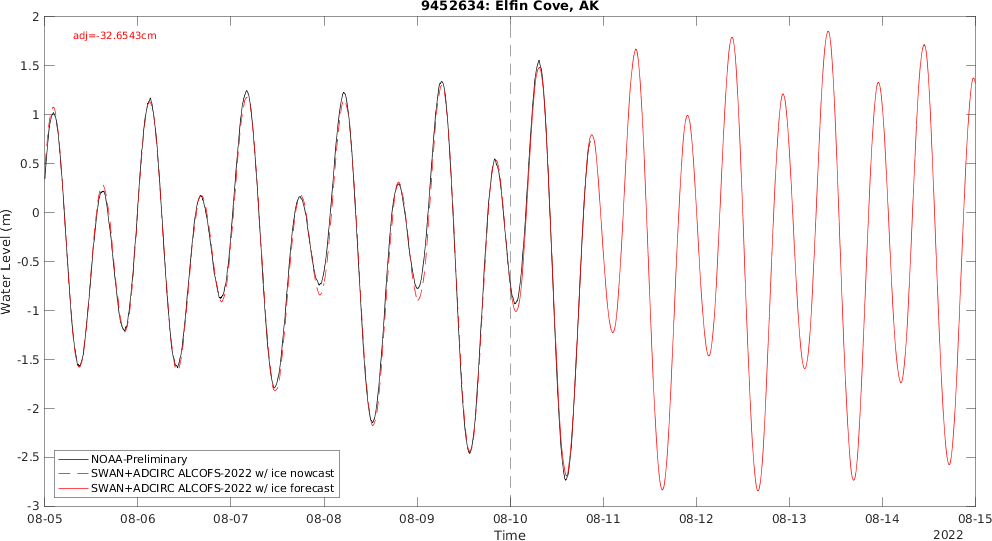 9452634: Elfin Cove, AK
adj=-32.6543cm
Water Level (m)
2
1.5
1
0.5
0
-0.5
-1
-1.5
-2
-2.5
-3
NOAA-Preliminary
SWAN+ADCIRC ALCOFS-2022 w/ ice nowcast
SWAN+ADCIRC ALCOFS-2022 w/ ice forecast
08-05 08-06 08-07 08-08 08-09 08-10 08-11 08-12 08-13 08-14 08-15
Time
2022